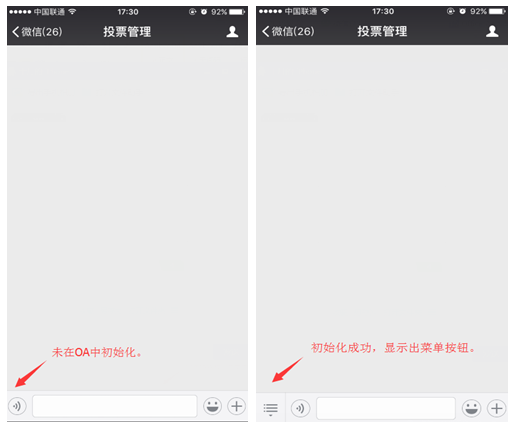 中国联通 17:30 92%
微信(26) 投票管理
未在OA中初始化。
中国联通 17:30 92%
微信(26) 投票管理
初始化成功，显示出菜单按钮。